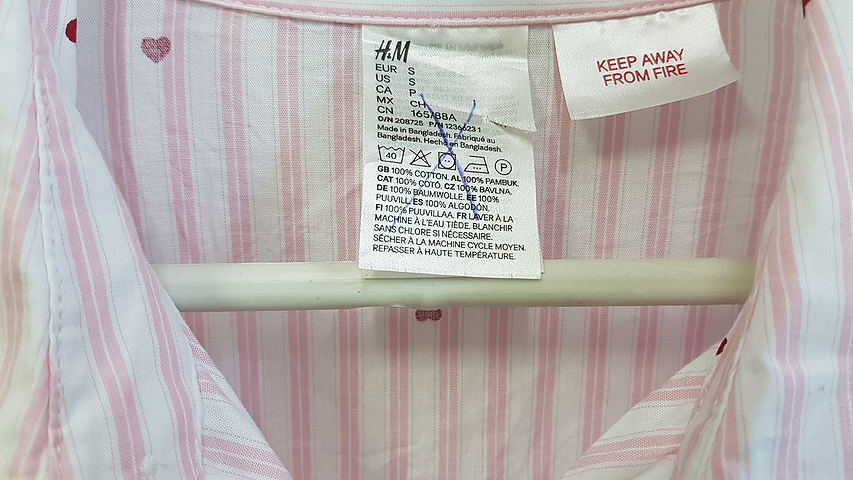 H&M
EUR S
US S
CA P
MX CH
CN 165/88A
O/N 208725 P/N 1236623 1
Made in Bangladesh. Fabriqué au
Bangladesh. Hecho en Bangladesh.
40 P
GB 100% COTTON. AL 100% PAMBUK.
CAT 100% COTÓ. CZ 100% BAVLNA.
DE 100% BAUMWOLLE. EE 100%
PUUVILL. ES 100% ALGODÓN.
FI 100% PUUVILLAA. FR LAVER À LA
MACHINE À L'EAU TIÈDE. BLANCHIR
SANS CHLORE SI NÉCESSAIRE.
SÉCHER À LA MACHINE CYCLE MOYEN.
REPASSER À HAUTE TEMPÉRATURE.
KEEP AWAY
FROM FIRE